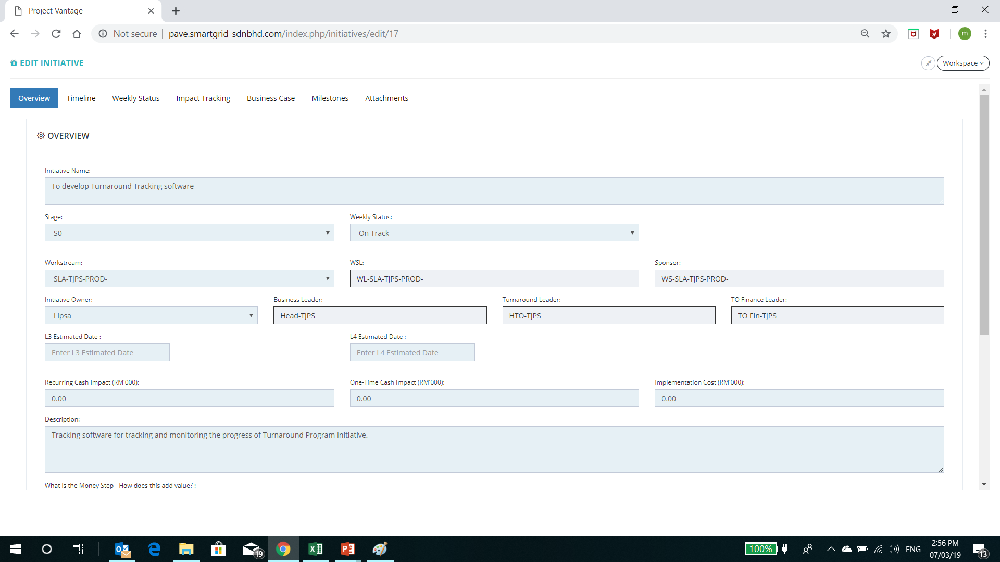 Project Vantage
Not secure | pave.smartgrid-sdnbhd.com/index.php/initiatives/edit/17
m
EDIT INITIATIVE
Workspace
Overview Timeline Weekly Status Impact Tracking Business Case Milestones Attachments
OVERVIEW
Initiative Name:
To develop Turnaround Tracking software
Stage: Weekly Status:
S0 On Track
Workstream: WSL: Sponsor:
SLA-TJPS-PROD- WL-SLA-TJPS-PROD- WS-SLA-TJPS-PROD-
Initiative Owner: Business Leader: Turnaround Leader: TO Finance Leader:
Lipsa Head-TJPS HTO-TJPS TO FIn-TJPS
L3 Estimated Date : L4 Estimated Date :
Enter L3 Estimated Date Enter L4 Estimated Date
Recurring Cash Impact (RM'000): One-Time Cash Impact (RM'000): Implementation Cost (RM'000):
0.00 0.00 0.00
Description:
Tracking software for tracking and monitoring the progress of Turnaround Program Initiative.
What is the Money Step - How does this add value? :
19 100% ENG 2:56 PM
07/03/19 13